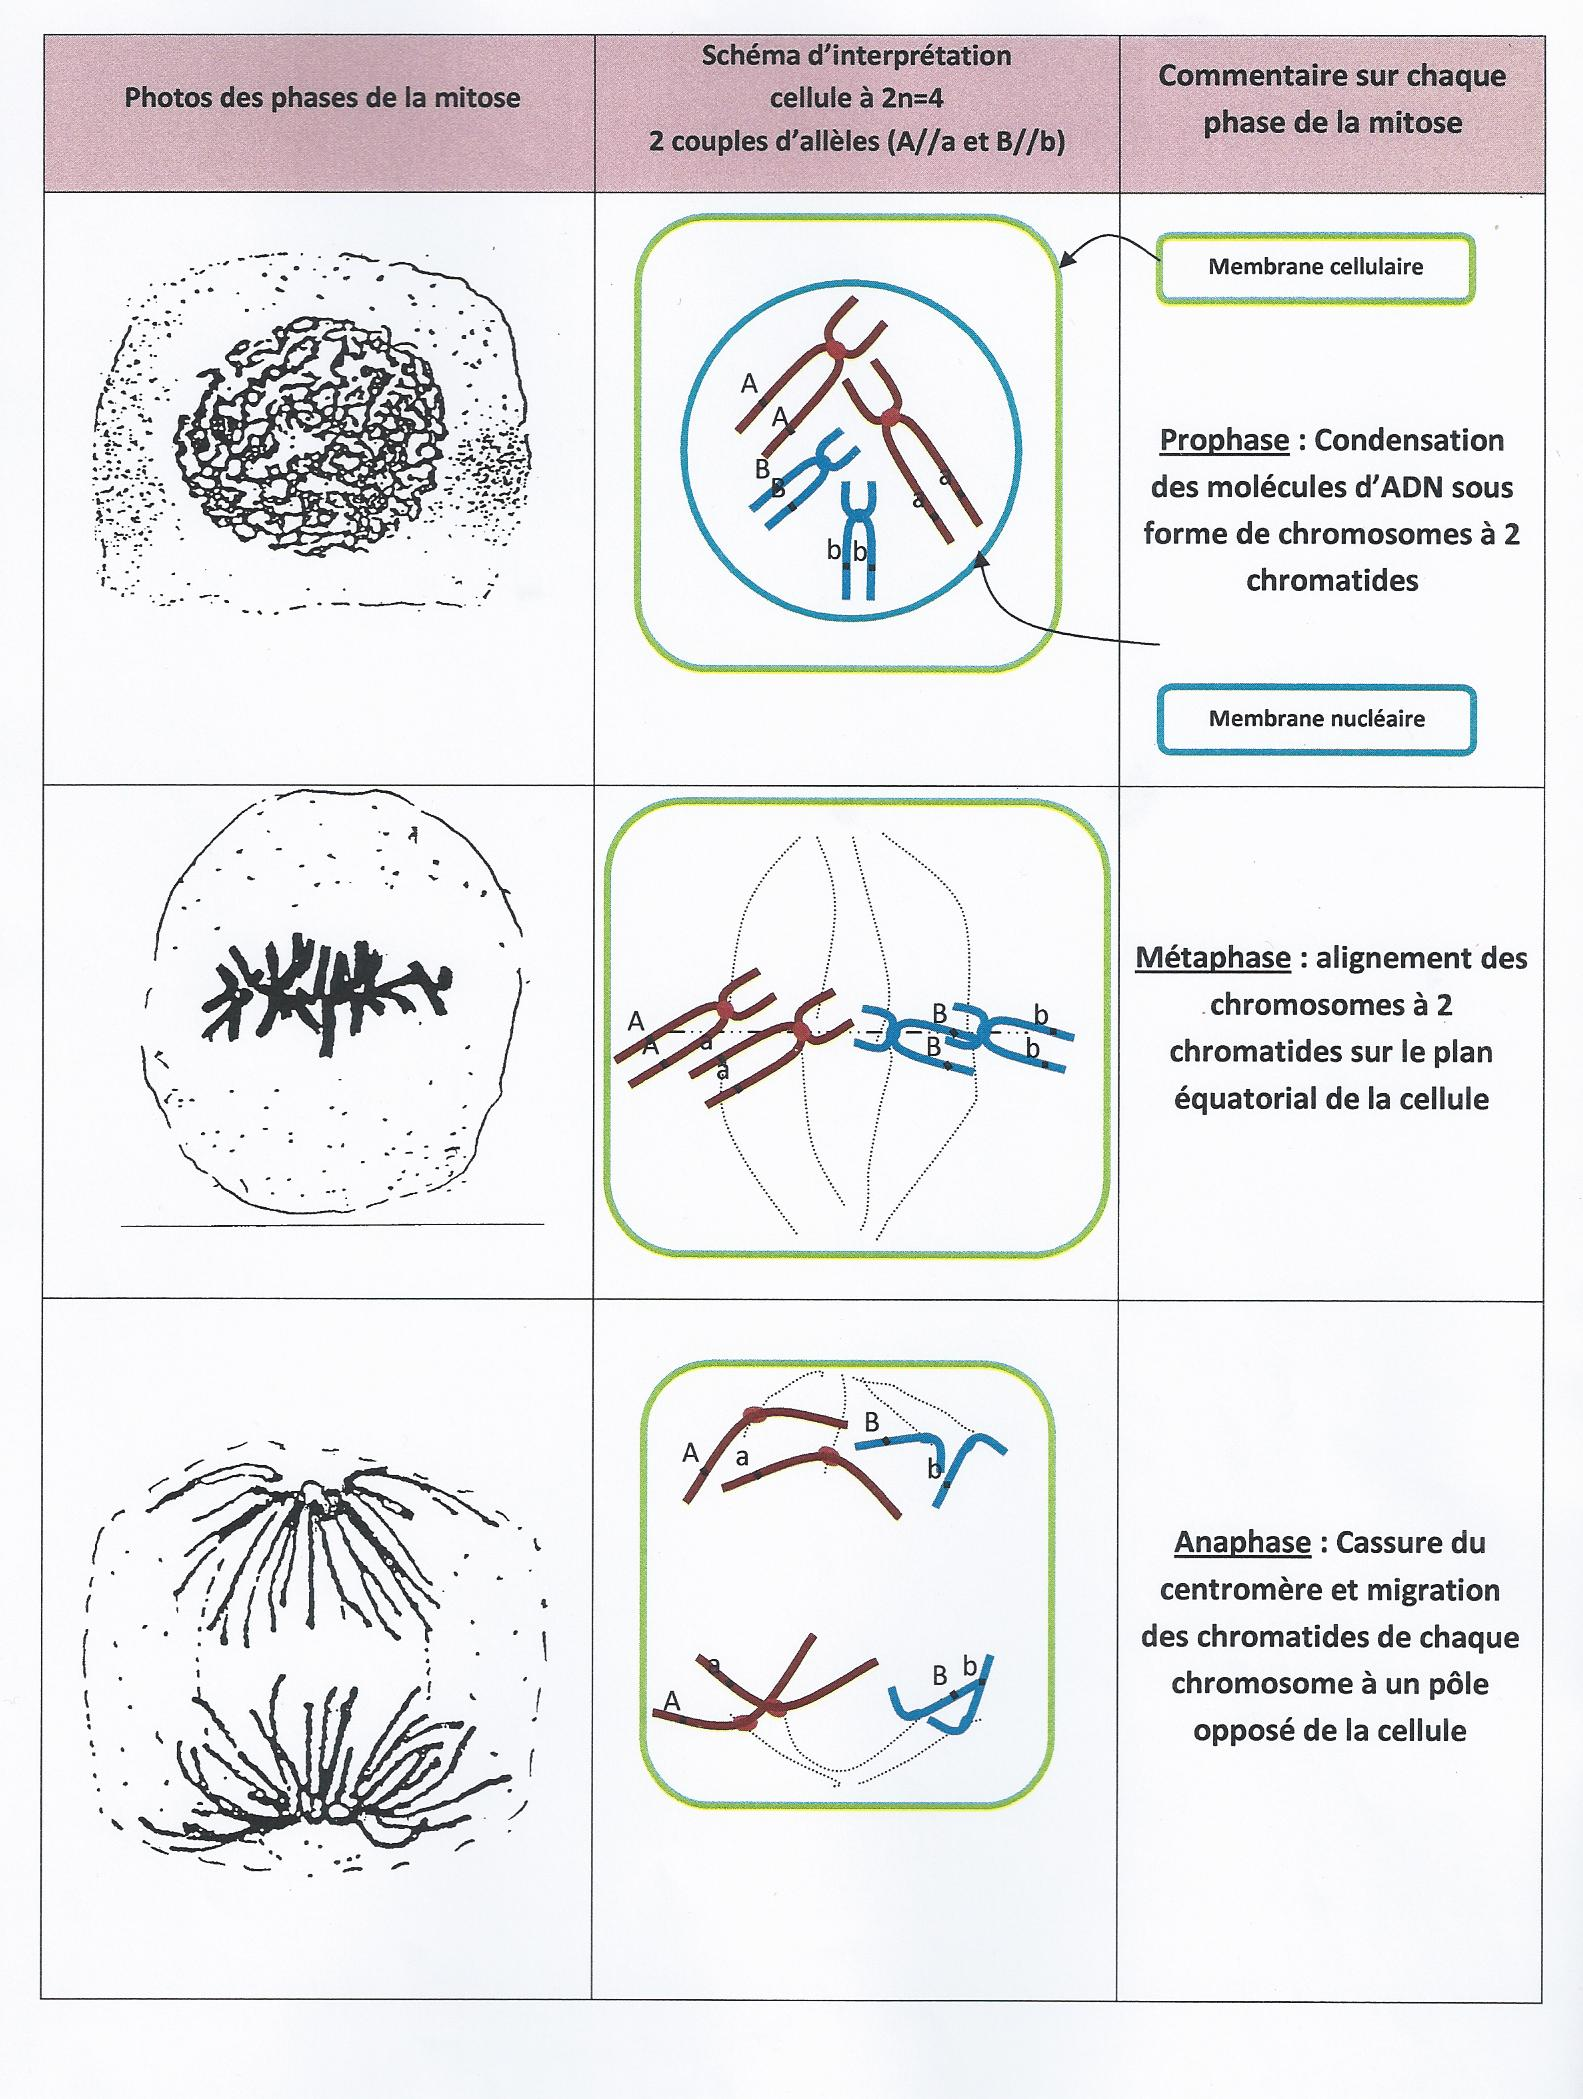 Photos des phases de la mitose
Schéma d'interprétation
cellule à 2n=4
2 couples d'allèles (A//a et B//b)
Commentaire sur chaque
phase de la mitose
Membrane cellulaire
A
A
B
B
a
a
b b
Prophase : Condensation
des molécules d'ADN sous
forme de chromosomes à 2
chromatides
Membrane nucléaire
A
A
a
a
B
B
b
b
Métaphase : alignement des
chromosomes à 2
chromatides sur le plan
équatorial de la cellule
A
a
B
b
a
A
B
b
Anaphase : Cassure du
centromère et migration
des chromatides de chaque
chromosome à un pôle
opposé de la cellule